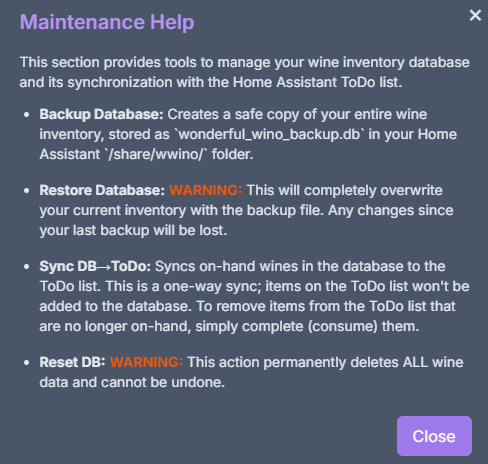 Maintenance Help
×
This section provides tools to manage your wine inventory database
and its synchronization with the Home Assistant ToDo list.
• Backup Database: Creates a safe copy of your entire wine
inventory, stored as `wonderful_wino_backup.db` in your Home
Assistant `/share/wwino/` folder.
• Restore Database: WARNING: This will completely overwrite
your current inventory with the backup file. Any changes since
your last backup will be lost.
• Sync DB→ToDo: Syncs on-hand wines in the database to the
ToDo list. This is a one-way sync; items on the ToDo list won't be
added to the database. To remove items from the ToDo list that
are no longer on-hand, simply complete (consume) them.
• Reset DB: WARNING: This action permanently deletes ALL wine
data and cannot be undone.
Close